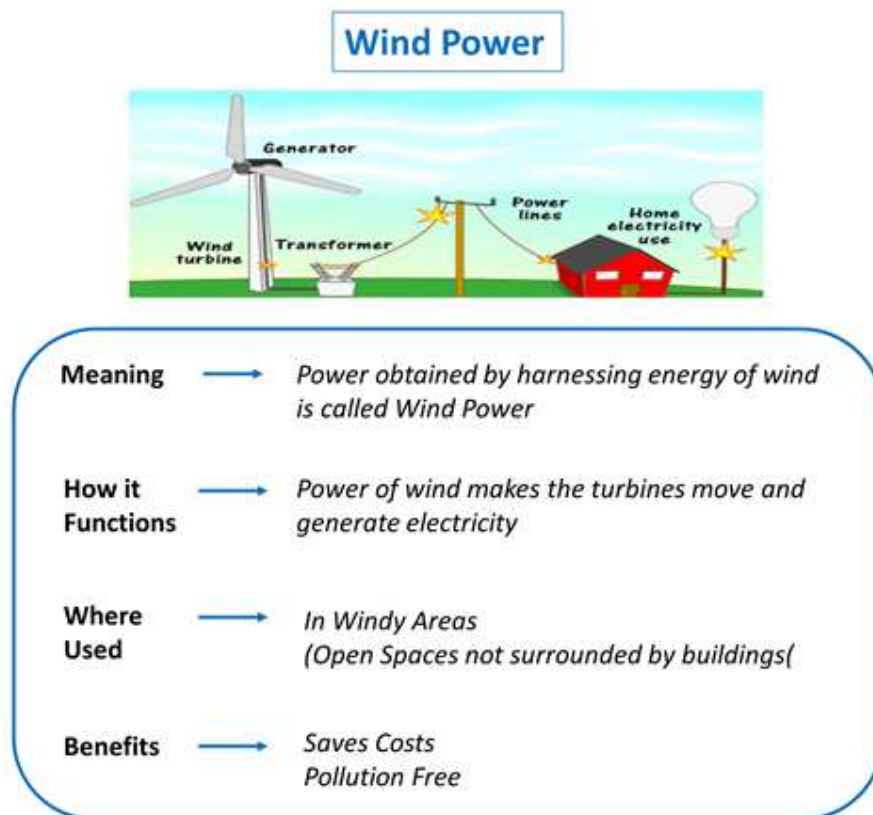 Wind Power
Generator
Wind
turbine
Transformer
Power
lines
Home
electricity
use
Meaning
Power obtained by harnessing energy of wind
is called Wind Power
How it
Functions
Power of wind makes the turbines move and
generate electricity
Where
Used
In Windy Areas
(Open Spaces not surrounded by buildings(
Benefits
Saves Costs
Pollution Free